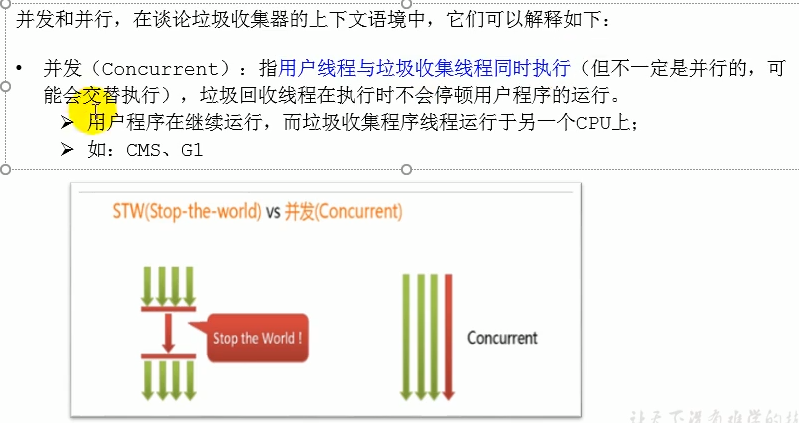 并发和并行，在谈论垃圾收集器的上下文语境中，它们可以解释如下：
• 并发（Concurrent）：指用户线程与垃圾收集线程同时执行（但不一定是并行的，可
能会交替执行），垃圾回收线程在执行时不会停顿用户程序的运行。
➢ 用户程序在继续运行，而垃圾收集程序线程运行于另一个CPU上；
➢ 如：CMS、G1
STW(Stop-the-world) vs 并发(Concurrent)
Stop the World !
Concurrent